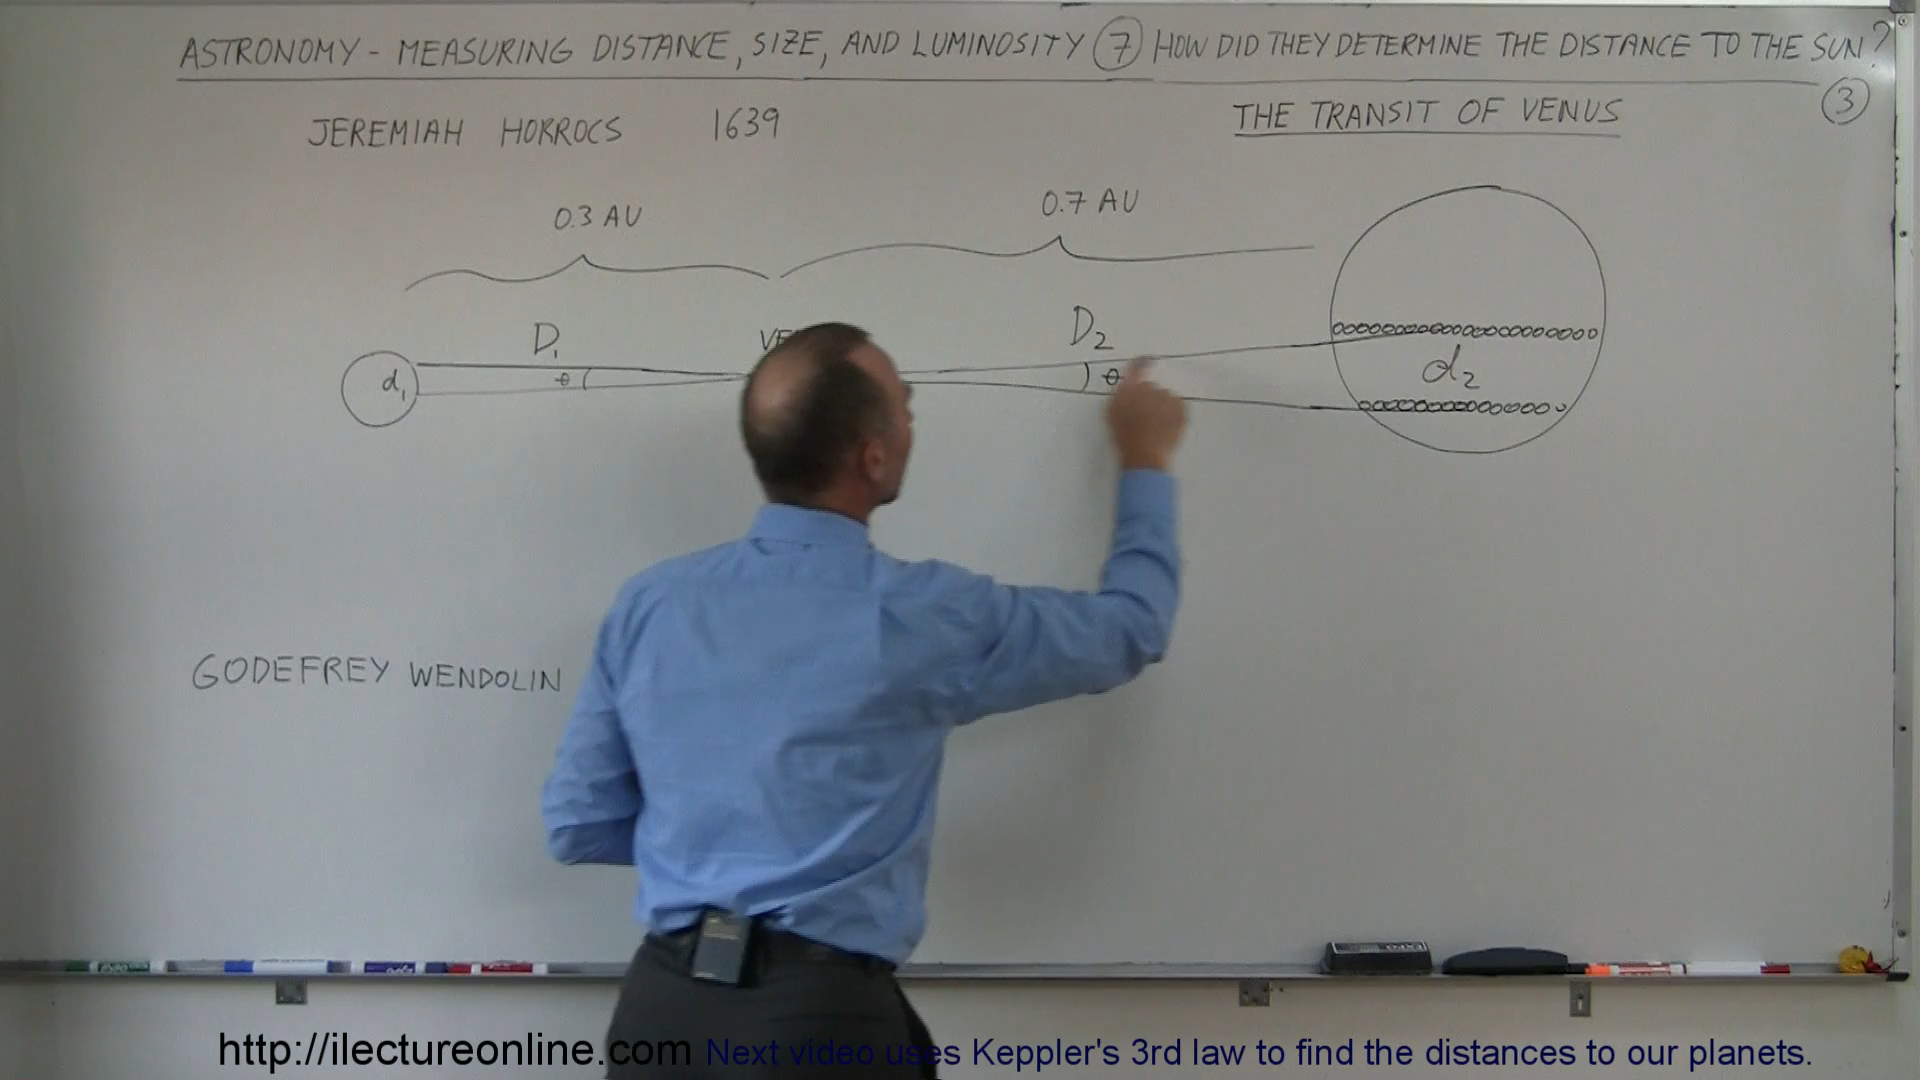 ASTRONOMY - MEASURING DISTANCE, SIZE, AND LUMINOSITY 7 HOW DID THEY DETERMINE THE DISTANCE TO THE SUN?
3
JEREMIAH HORROCS 1639
THE TRANSIT OF VENUS
0.3 AU
0.7 AU
D1
D2
d1
θ
θ
d2
GODEFREY WENDOLIN
EXPO
http://ilectureonline.com Next video uses Keppler's 3rd law to find the distances to our planets.